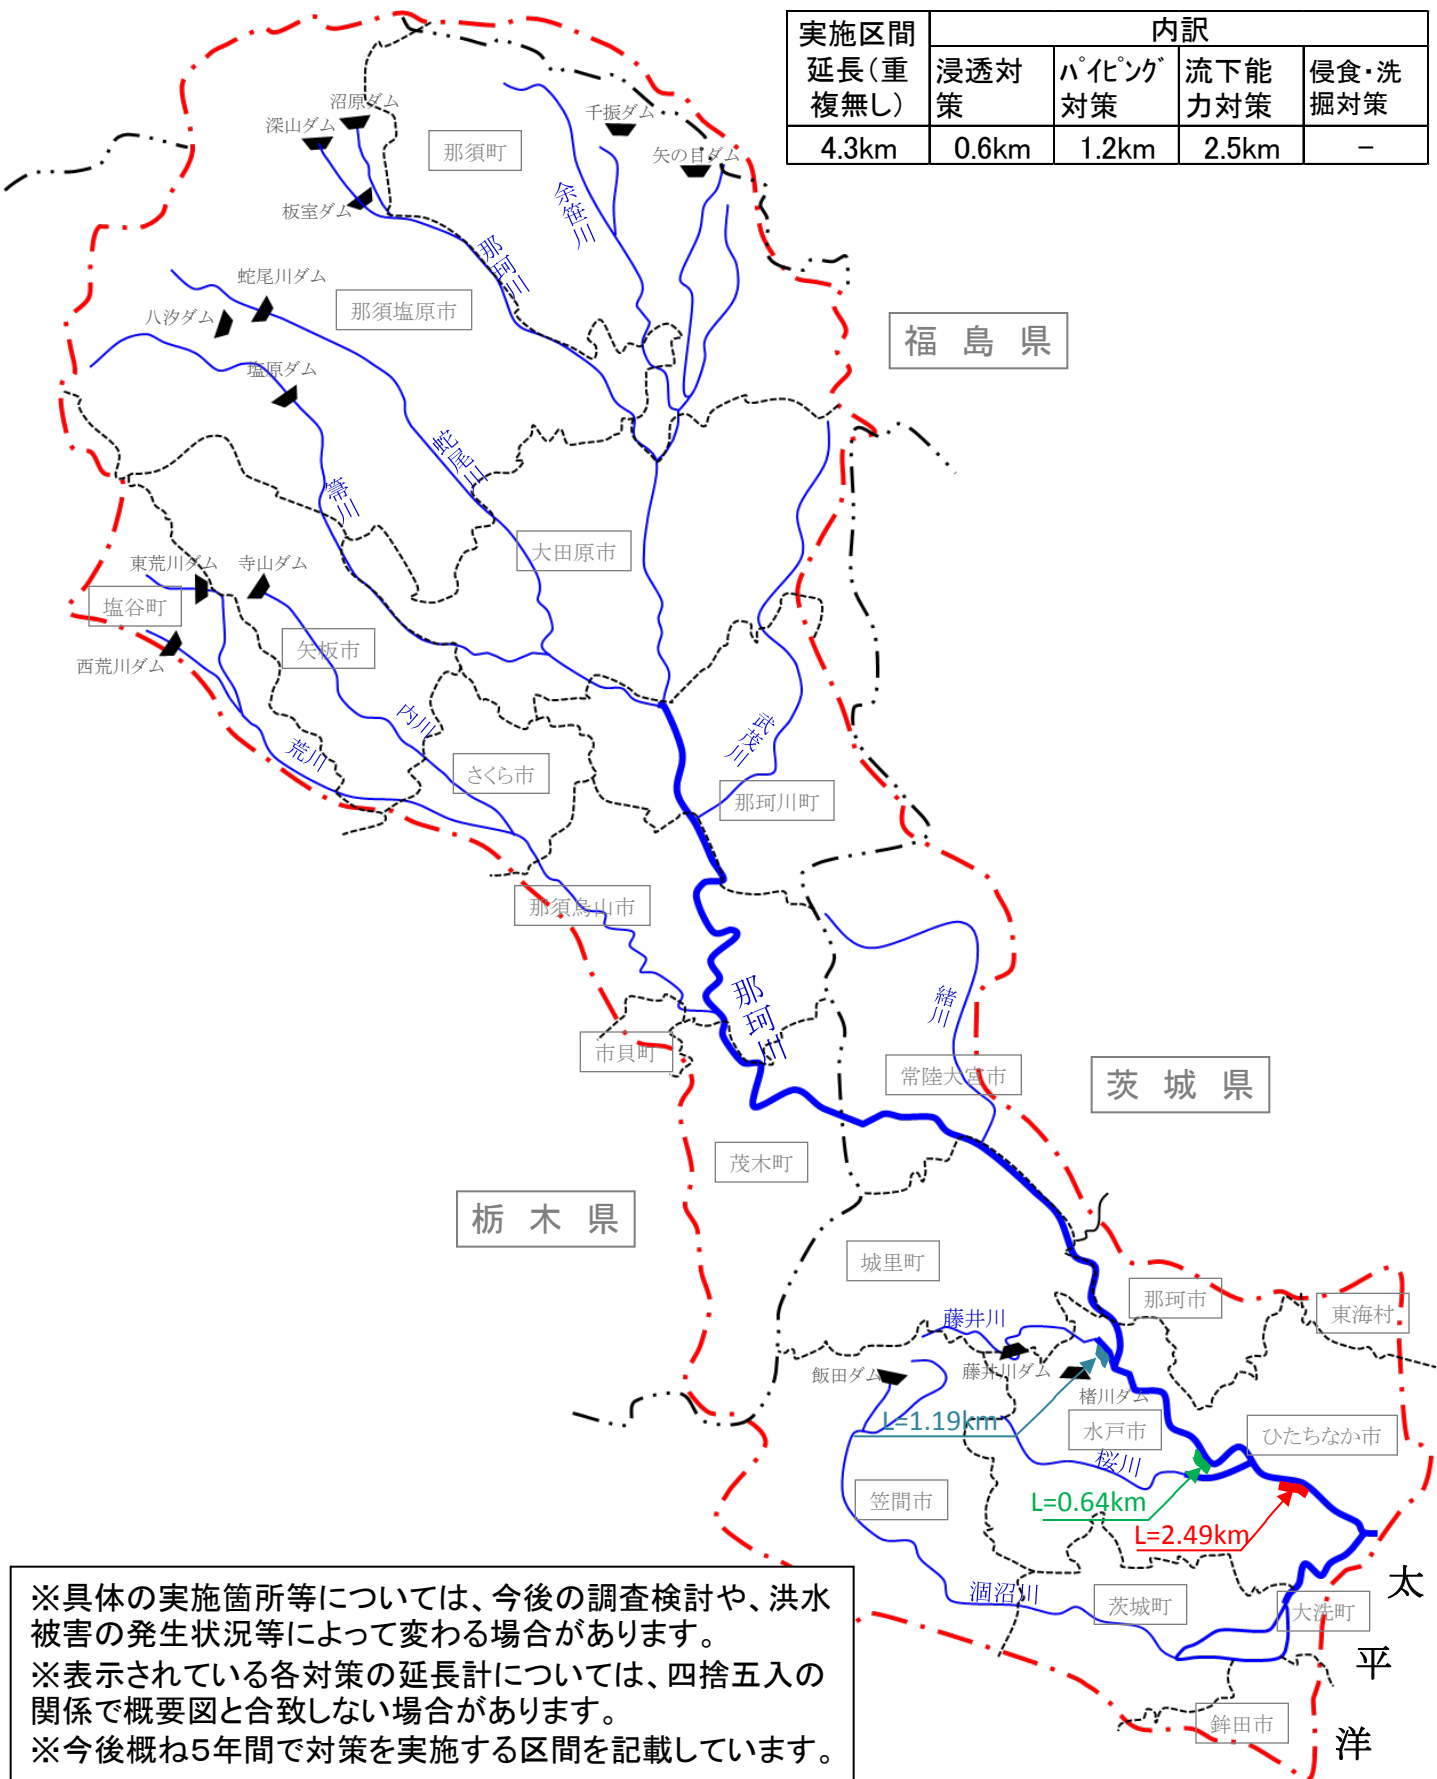 実施区間
延長(重
複無し)
内訳
浸透対
策
パイピング
対策
流下能
力対策
侵食・洗
掘対策
4.3km
0.6km
1.2km
2.5km
-
沼原ダム
深山ダム
板室ダム
那須町
千振ダム
矢の目ダム
余笹川
那珂川
蛇尾川ダム
八汐ダム
那須塩原市
塩原ダム
福島県
蛇尾川
箒川
大田原市
東荒川ダム
寺山ダム
塩谷町
矢板市
西荒川ダム
内川
荒川
武茂川
さくら市
那珂川町
那須烏山市
那珂川
緒川
市貝町
常陸大宮市
茨城県
茂木町
栃木県
城里町
那珂市
東海村
藤井川
飯田ダム
藤井川ダム
楮川ダム
L=1.19km
水戸市
ひたちなか市
桜川
笠間市
L=0.64km
L=2.49km
涸沼川
茨城町
大洗町
鉾田市
太
平
洋
※具体の実施箇所等については、今後の調査検討や、洪水
被害の発生状況等によって変わる場合があります。
※表示されている各対策の延長計については、四捨五入の
関係で概要図と合致しない場合があります。
※今後概ね5年間で対策を実施する区間を記載しています。